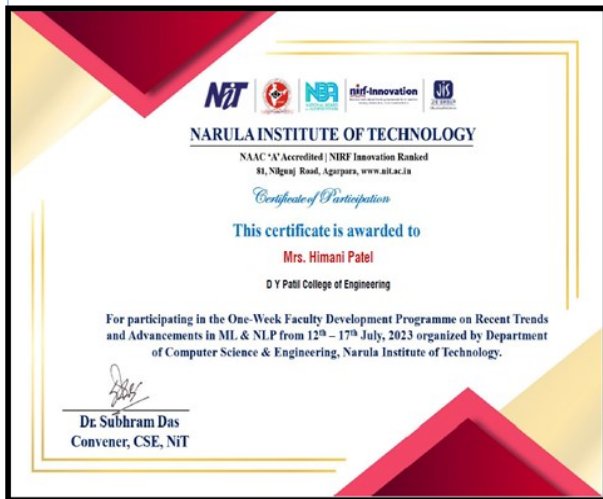 NiT NBA nirf-Innovation JIS
NARULA INSTITUTE OF TECHNOLOGY
NAAC 'A' Accredited | NIRF Innovation Ranked
81, Nilgunj Road, Agarpara, www.nit.ac.in
Certificate of Participation
This certificate is awarded to
Mrs. Himani Patel
D Y Patil College of Engineering
For participating in the One-Week Faculty Development Programme on Recent Trends
and Advancements in ML & NLP from 12th – 17th July, 2023 organized by Department
of Computer Science & Engineering, Narula Institute of Technology.
Dr. Subhram Das
Convener, CSE, NiT